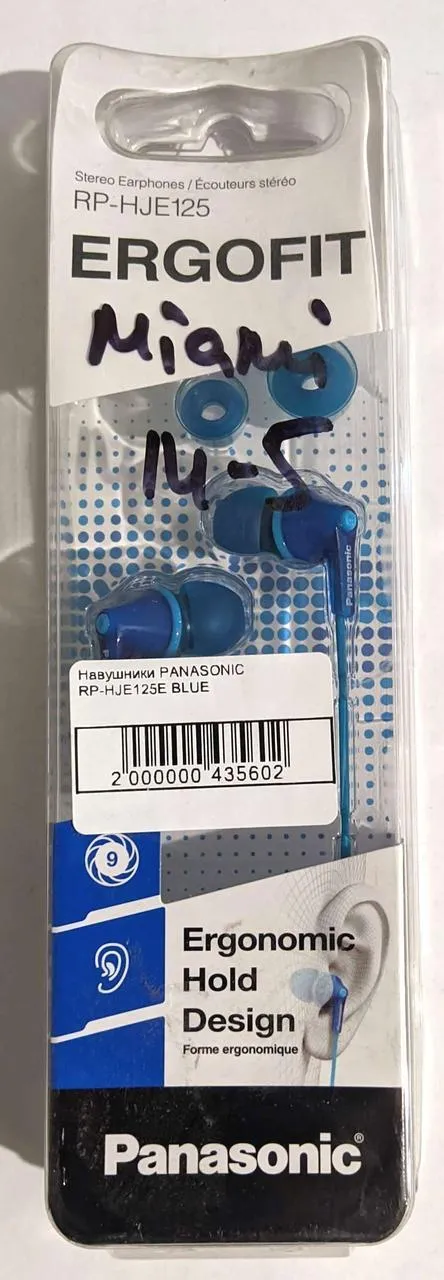 Stereo Earphones / Écouteurs stéréo
RP-HJE125
ERGOFIT
Miami
14-5
Panasonic
Навушники PANASONIC
RP-HJE125E BLUE
2 000000 435602
9
Ergonomic
Hold
Design
Forme ergonomique
Panasonic®